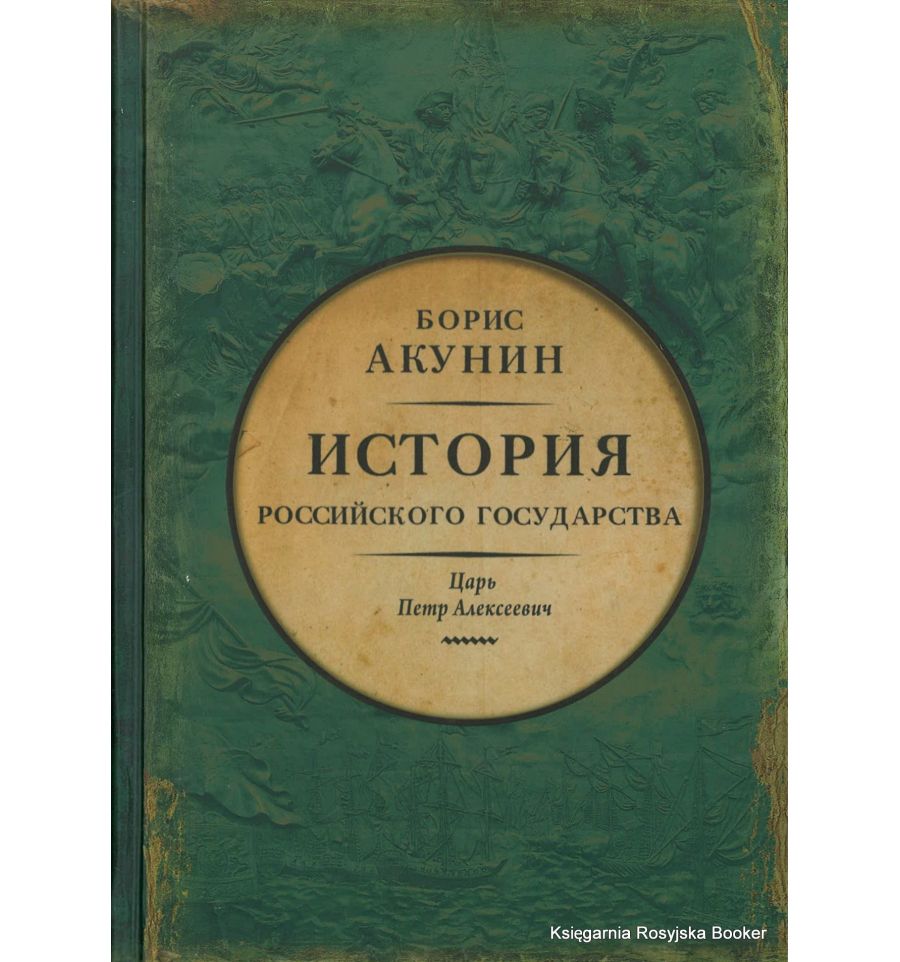 БОРИС
АКУНИН
ИСТОРИЯ
РОССИЙСКОГО ГОСУДАРСТВА
Царь
Петр Алексеевич
Księgarnia Rosyjska Booker